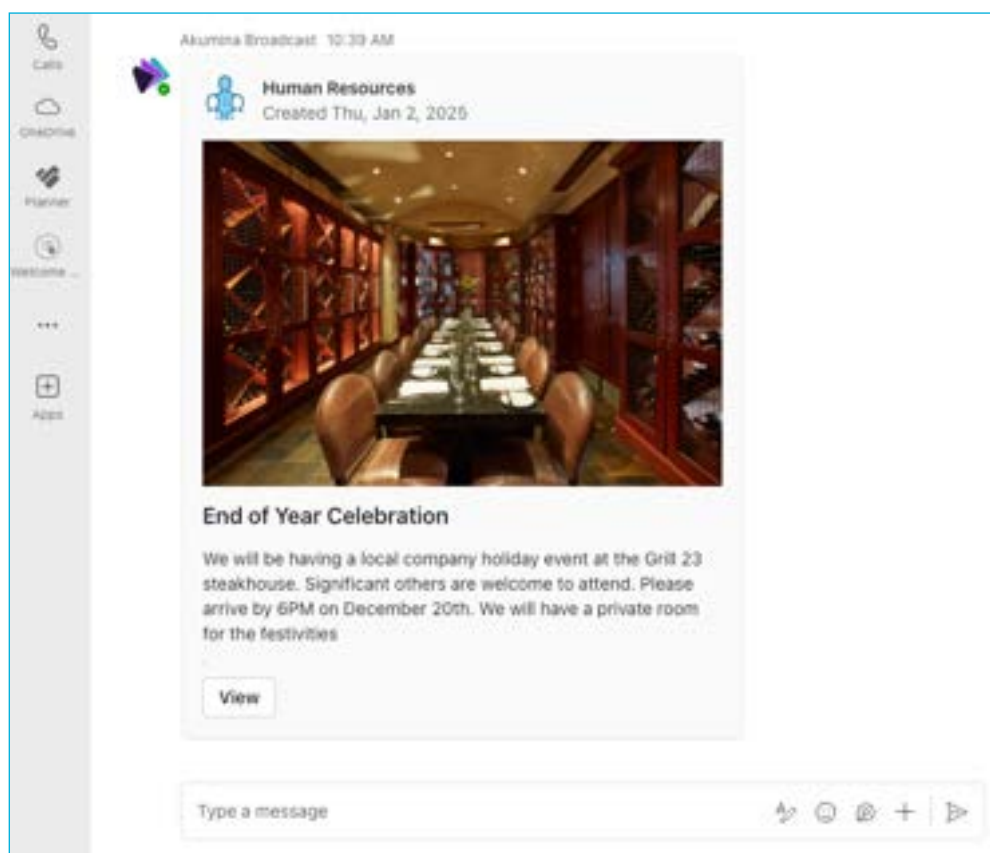 Calls
OneDrive
Planner
Welcome ...
...
Apps
Akumina Broadcast 10:39 AM
Human Resources
Created Thu, Jan 2, 2025
End of Year Celebration
We will be having a local company holiday event at the Grill 23
steakhouse. Significant others are welcome to attend. Please
arrive by 6PM on December 20th. We will have a private room
for the festivities
View
Type a message